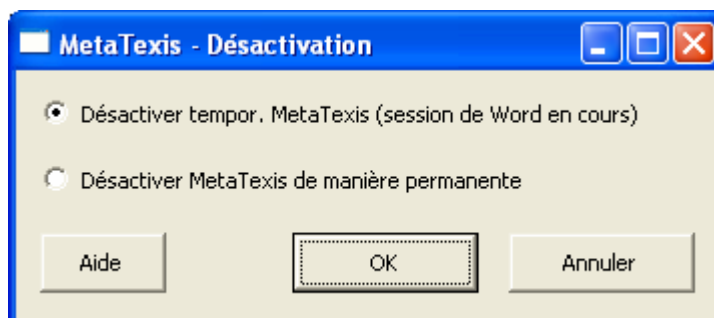 MetaTexis - Désactivation
Désactiver tempor. MetaTexis (session de Word en cours)
Désactiver MetaTexis de manière permanente
Aide OK Annuler